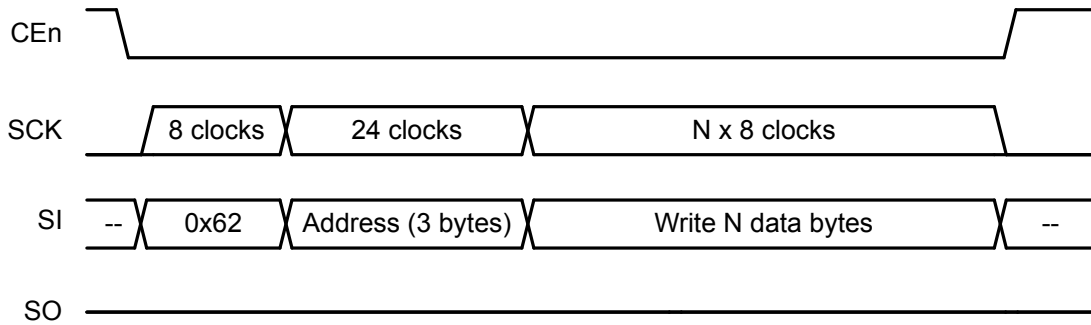 CEn
SCK 8 clocks 24 clocks N x 8 clocks
SI -- 0x62 Address (3 bytes) Write N data bytes --
SO